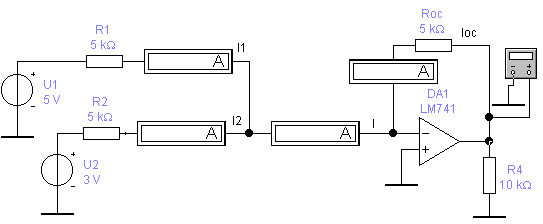 R1
5 kΩ
I1
A
U1
5 V
R2
5 kΩ
I2
A
U2
3 V
A
I
Roc
5 kΩ
Ioc
A
DA1
LM741
R4
10 kΩ